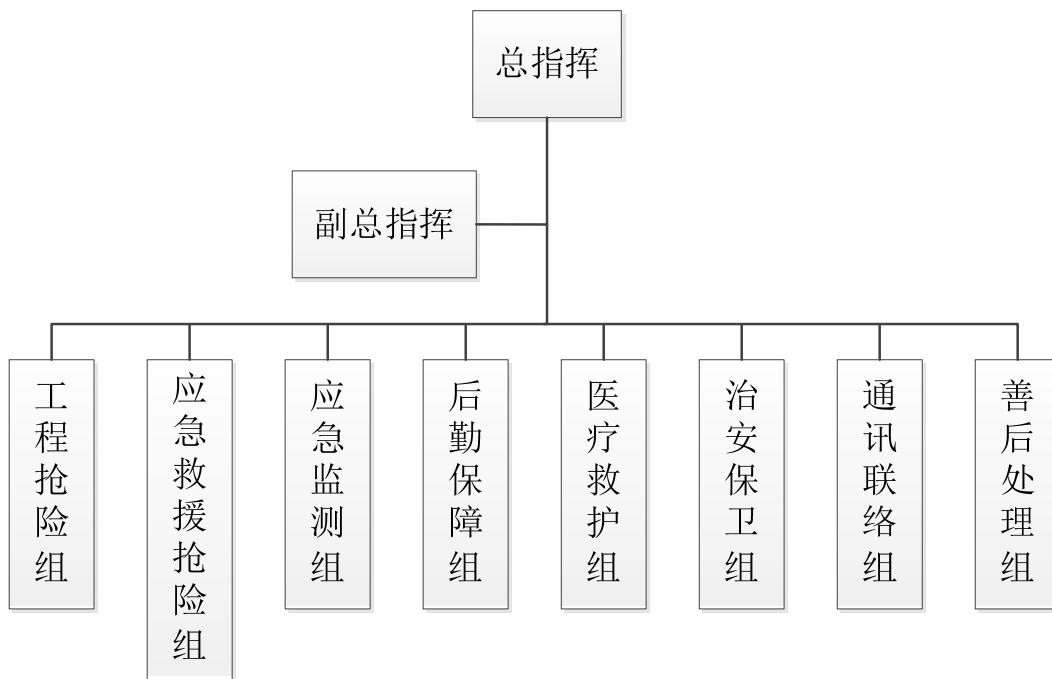 总指挥
副总指挥
工程抢险组
应急救援抢险组
应急监测组
后勤保障组
医疗救护组
治安保卫组
通讯联络组
善后处理组